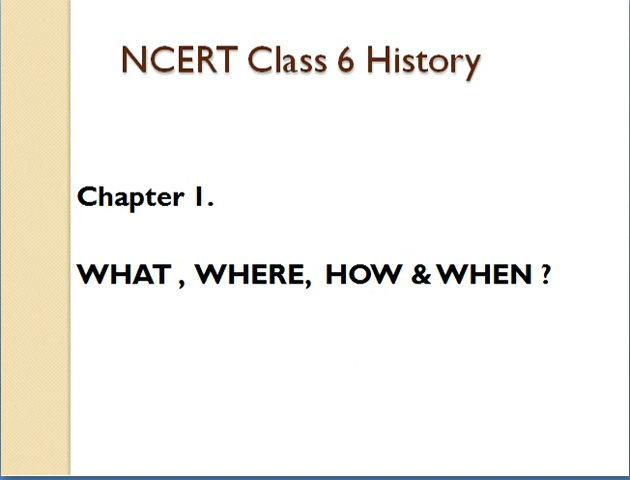 NCERT Class 6 History
Chapter 1.
WHAT , WHERE, HOW & WHEN ?